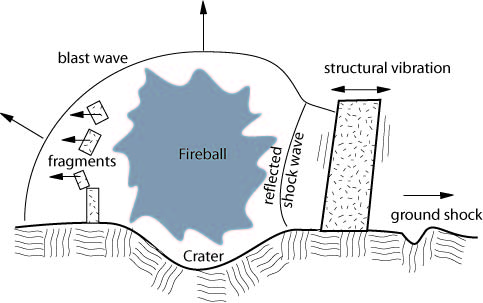 blast wave
structural vibration
fragments
Fireball
reflected
shock wave
ground shock
Crater